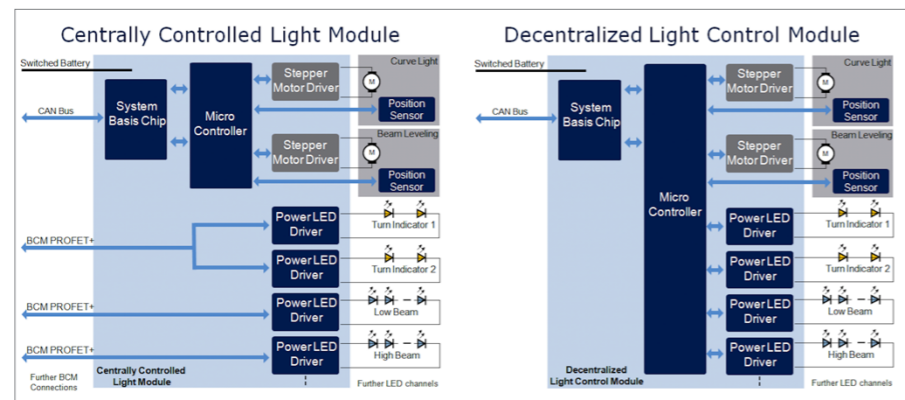 Centrally Controlled Light Module
Switched Battery
CAN Bus
System
Basis Chip
Micro
Controller
Stepper
Motor Driver
Curve Light
M
Position
Sensor
Stepper
Motor Driver
Beam Leveling
M
Position
Sensor
BCM PROFET+
Power LED
Driver
Turn Indicator 1
Power LED
Driver
Turn Indicator 2
BCM PROFET+
Power LED
Driver
Low Beam
BCM PROFET+
Power LED
Driver
High Beam
Further BCM
Connections
Centrally Controlled
Light Module
Further LED channels
Decentralized Light Control Module
Switched Battery
CAN Bus
System
Basis Chip
Micro
Controller
Stepper
Motor Driver
Curve Light
M
Position
Sensor
Stepper
Motor Driver
Beam Leveling
M
Position
Sensor
Power LED
Driver
Turn Indicator 1
Power LED
Driver
Turn Indicator 2
Power LED
Driver
Low Beam
Power LED
Driver
High Beam
Decentralized
Light Control Module
Further LED channels